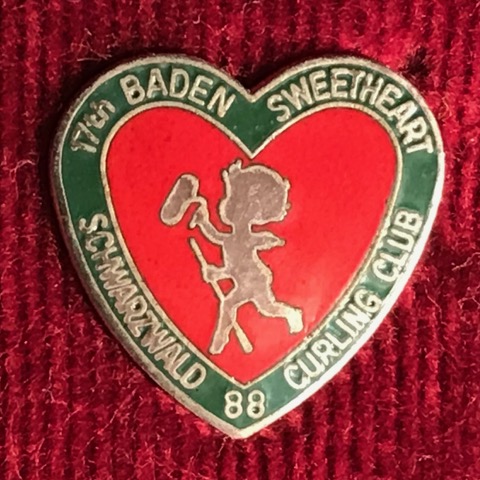 17th BADEN SWEETHEART
SCHWARZWALD 88 CURLING CLUB